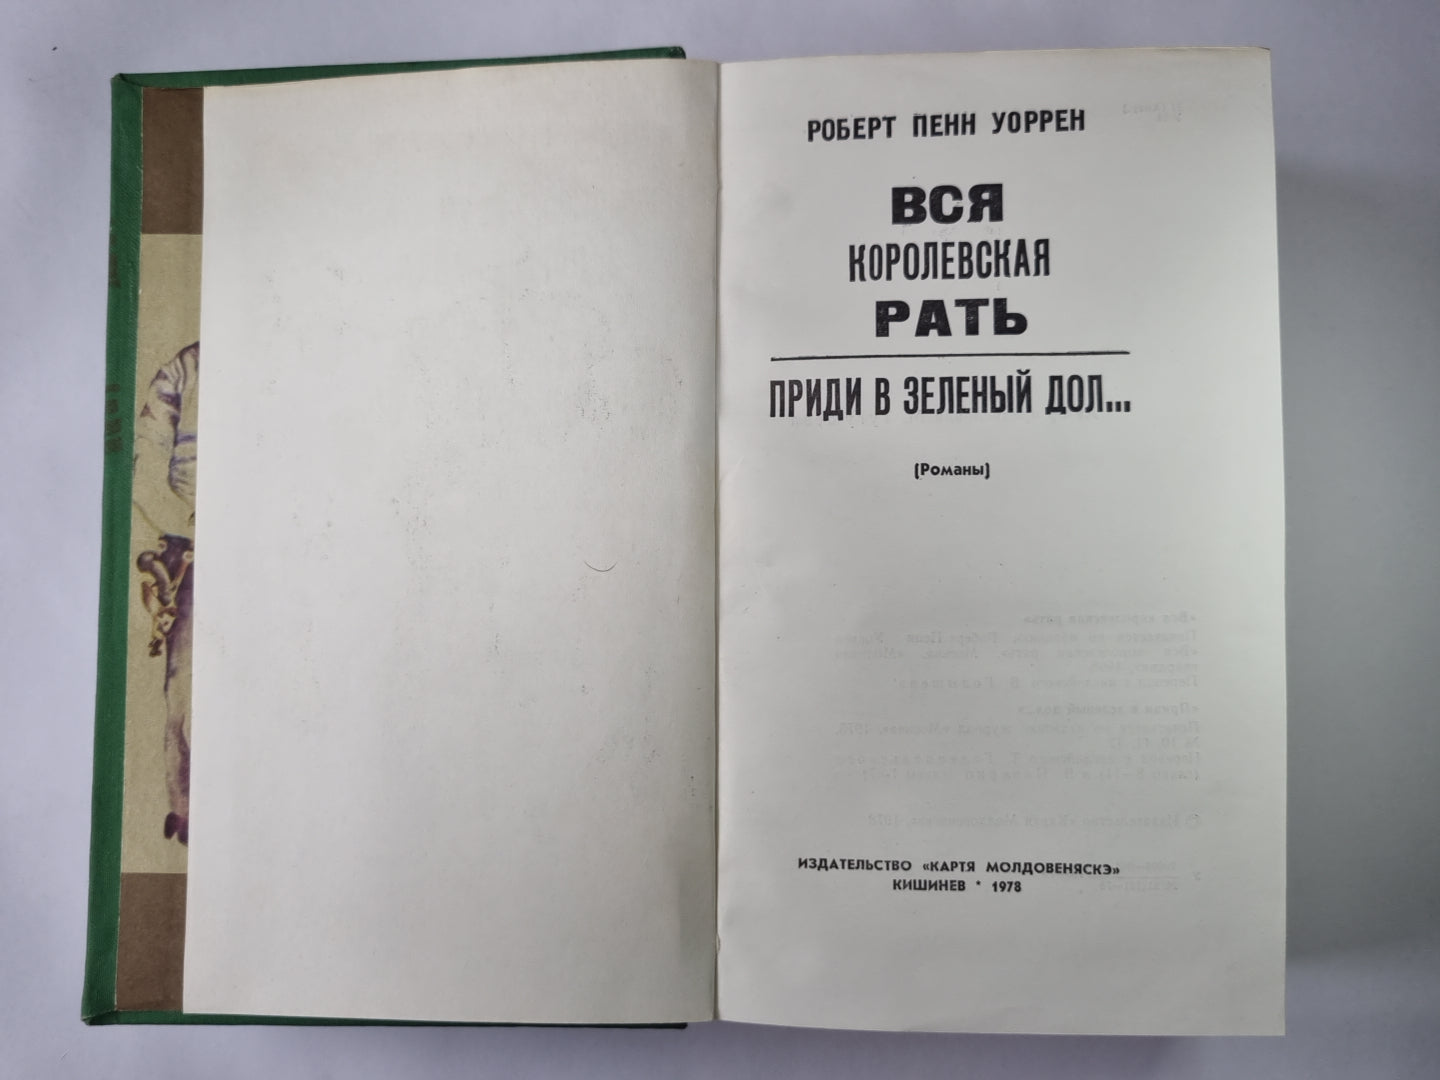 РОБЕРТ ПЕНН УОРРЕН
ВСЯ
КОРОЛЕВСКАЯ
РАТЬ
ПРИДИ В ЗЕЛЕНЫЙ ДОЛ...
(Романы)
ИЗДАТЕЛЬСТВО «КАРТЯ МОЛДОВЕНЯСКЭ»
КИШИНЕВ * 1978